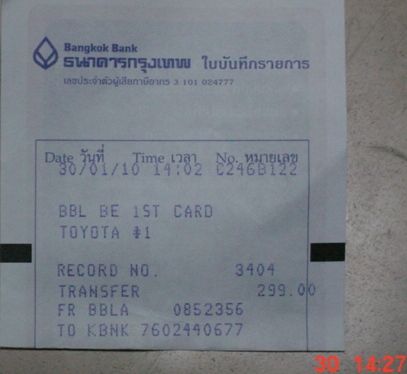 Bangkok Bank
ธนาคารกรุงเทพ ใบบันทึกรายการ
เลขประจำตัวผู้เสียภาษีอากร 3 101 024777
Date วันที่ Time เวลา No. หมายเลข
30/01/10 14:02 C246B122
BBL BE 1ST CARD
TOYOTA #1
RECORD NO. 3404
TRANSFER 299.00
FR BBLA 0852356
TO KBNK 7602440677
30 14:27